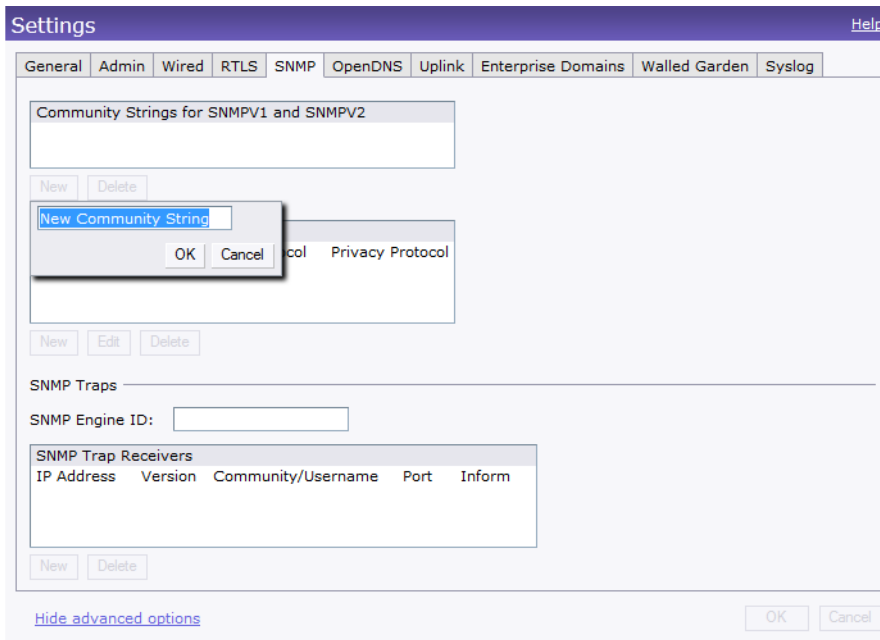 Settings
Help
General Admin Wired RTLS SNMP OpenDNS Uplink Enterprise Domains Walled Garden Syslog
Community Strings for SNMPV1 and SNMPV2
New Delete
New Community String
OK Cancel
ocol Privacy Protocol
New Edit Delete
SNMP Traps
SNMP Engine ID:
SNMP Trap Receivers
IP Address Version Community/Username Port Inform
New Delete
Hide advanced options
OK Cancel